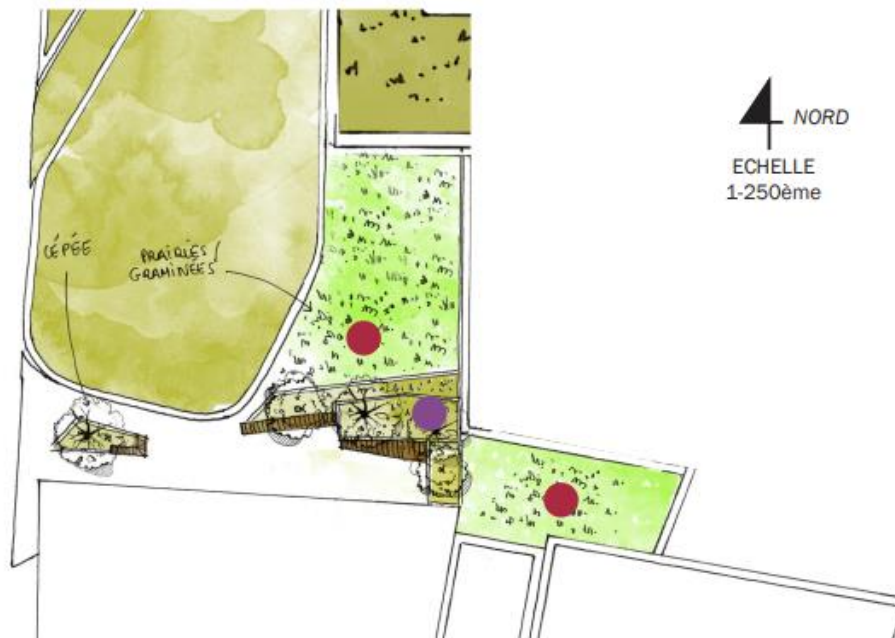 NORD
ECHELLE
1-250ème
CÉPÉE
PRAIRIES/
GRAMINÉES